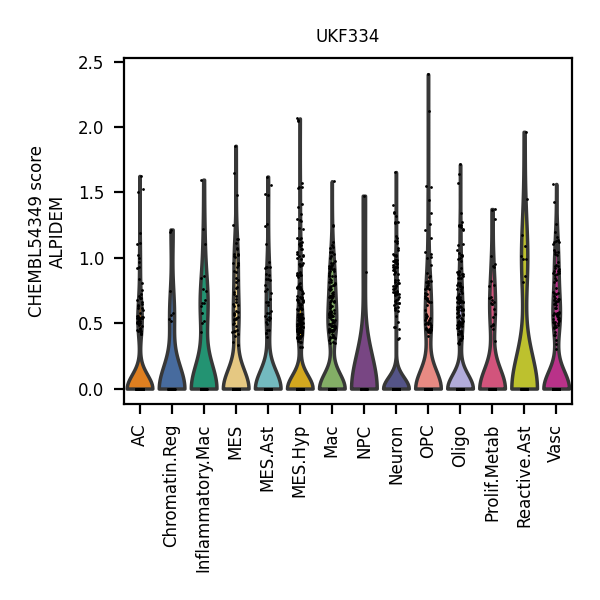 UKF334
CHEMBL54349 score
ALPIDEM
2.5
2.0
1.5
1.0
0.5
0.0
AC
Chromatin.Reg
Inflammatory.Mac
MES
MES.Ast
MES.Hyp
Mac
NPC
Neuron
OPC
Oligo
Prolif.Metab
Reactive.Ast
Vasc